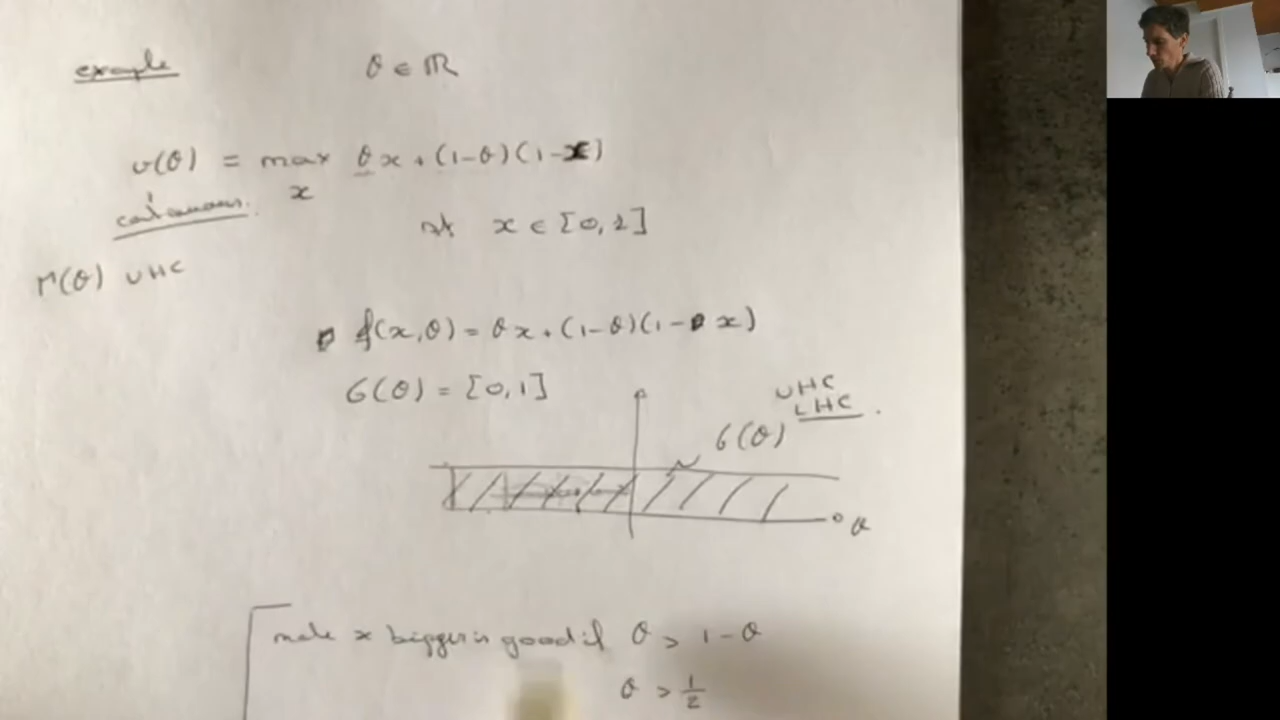 example θ ∈ ℝ
v(θ) = max θx + (1-θ)(1-x)
x
continuous.
st x ∈ [0,1]
Γ(θ) UHC
f(x,θ) = θx + (1-θ)(1-x)
G(θ) = [0,1]
UHC
LHC.
G(θ)
θ
make x bigger is good if θ > 1-θ
θ > 1/2